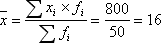 x̄ = (∑ xᵢ × fᵢ) / (∑ fᵢ) = 800 / 50 = 16